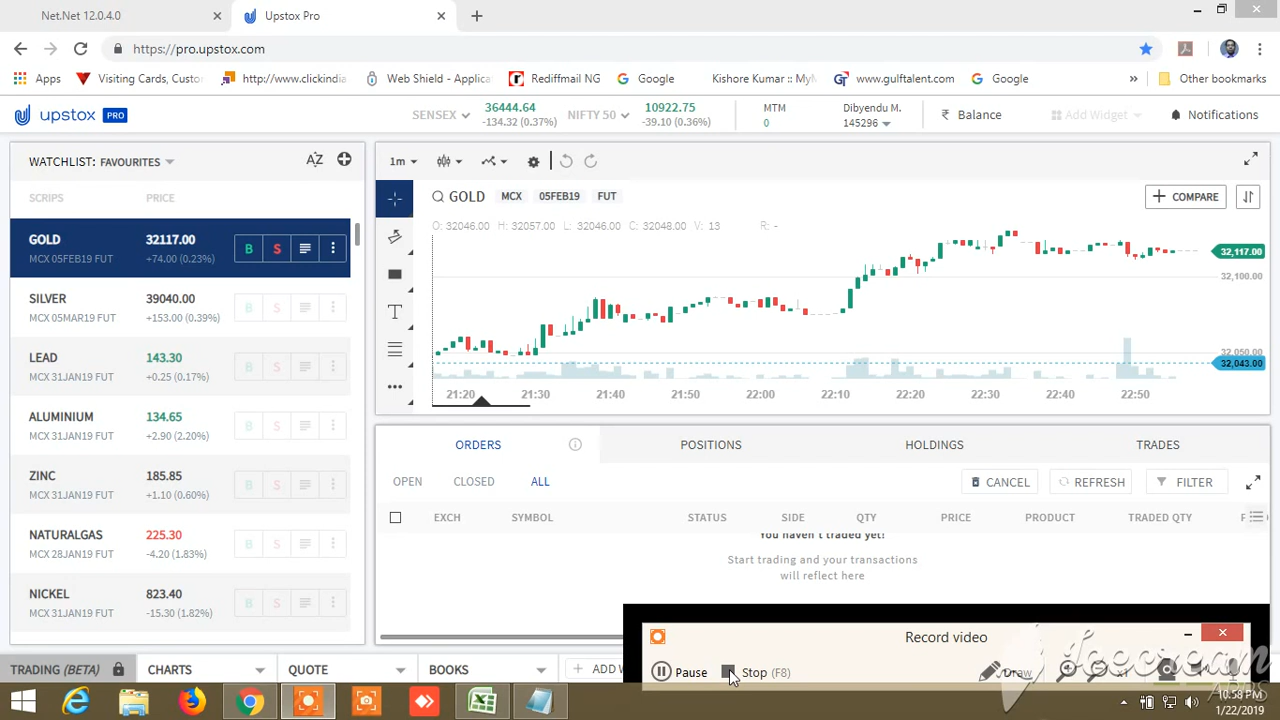 Net.Net 12.0.4.0
Upstox Pro
https://pro.upstox.com
Apps
Visiting Cards, Custo
http://www.clickindi
Web Shield - Applica
Rediffmail NG
Google
Kishore Kumar :: My
www.gulftalent.com
Google
»
Other bookmarks
upstox PRO
SENSEX 36444.64
-134.32 (0.37%)
NIFTY 50 10922.75
-39.10 (0.36%)
MTM
0
Dibyendu M.
145296
₹ Balance
Add Widget
Notifications
WATCHLIST: FAVOURITES
AZ
SCRIPS PRICE
GOLD 32117.00
MCX 05FEB19 FUT +74.00 (0.23%)
B S
SILVER 39040.00
MCX 05MAR19 FUT +153.00 (0.39%)
B S
LEAD 143.30
MCX 31JAN19 FUT +0.25 (0.17%)
B S
ALUMINIUM 134.65
MCX 31JAN19 FUT +2.90 (2.20%)
B S
ZINC 185.85
MCX 31JAN19 FUT +1.10 (0.60%)
B S
NATURALGAS 225.30
MCX 28JAN19 FUT -4.20 (1.83%)
B S
NICKEL 823.40
MCX 31JAN19 FUT -15.30 (1.82%)
B S
1m
GOLD MCX 05FEB19 FUT
+ COMPARE
O: 32046.00 H: 32057.00 L: 32046.00 C: 32048.00 V: 13 R: -
T
32,117.00
32,100.00
32,050.00
32,043.00
21:20 21:30 21:40 21:50 22:00 22:10 22:20 22:30 22:40 22:50
ORDERS POSITIONS HOLDINGS TRADES
OPEN CLOSED ALL
CANCEL REFRESH FILTER
EXCH SYMBOL STATUS SIDE QTY PRICE PRODUCT TRADED QTY
You haven't traded yet!
Start trading and your transactions
will reflect here
TRADING (BETA) CHARTS QUOTE BOOKS + ADD W
Record video
Pause Stop (F8) Draw
Icecream
APPS
10:58 PM
1/22/2019